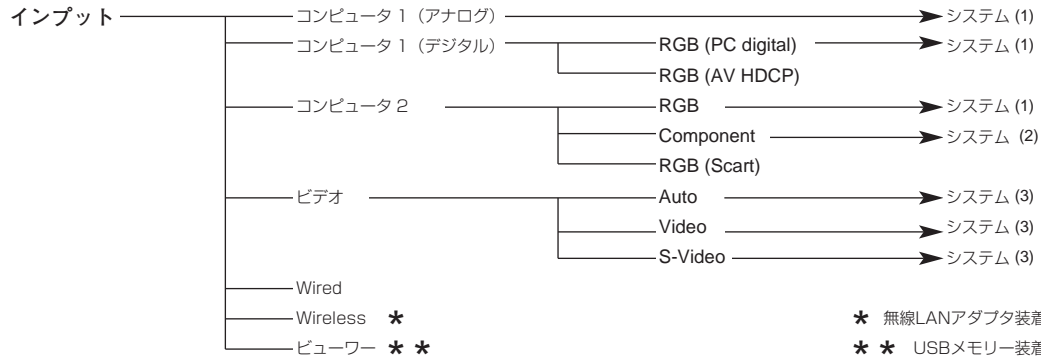 インプット コンピュータ 1（アナログ） システム (1)
コンピュータ 1（デジタル） RGB (PC digital) システム (1)
RGB (AV HDCP)
コンピュータ 2 RGB システム (1)
Component システム (2)
RGB (Scart)
ビデオ Auto システム (3)
Video システム (3)
S-Video システム (3)
Wired
Wireless ★ ★ 無線LANアダプタ装着
ビューワー ★ ★ ★ ★ USBメモリー装着